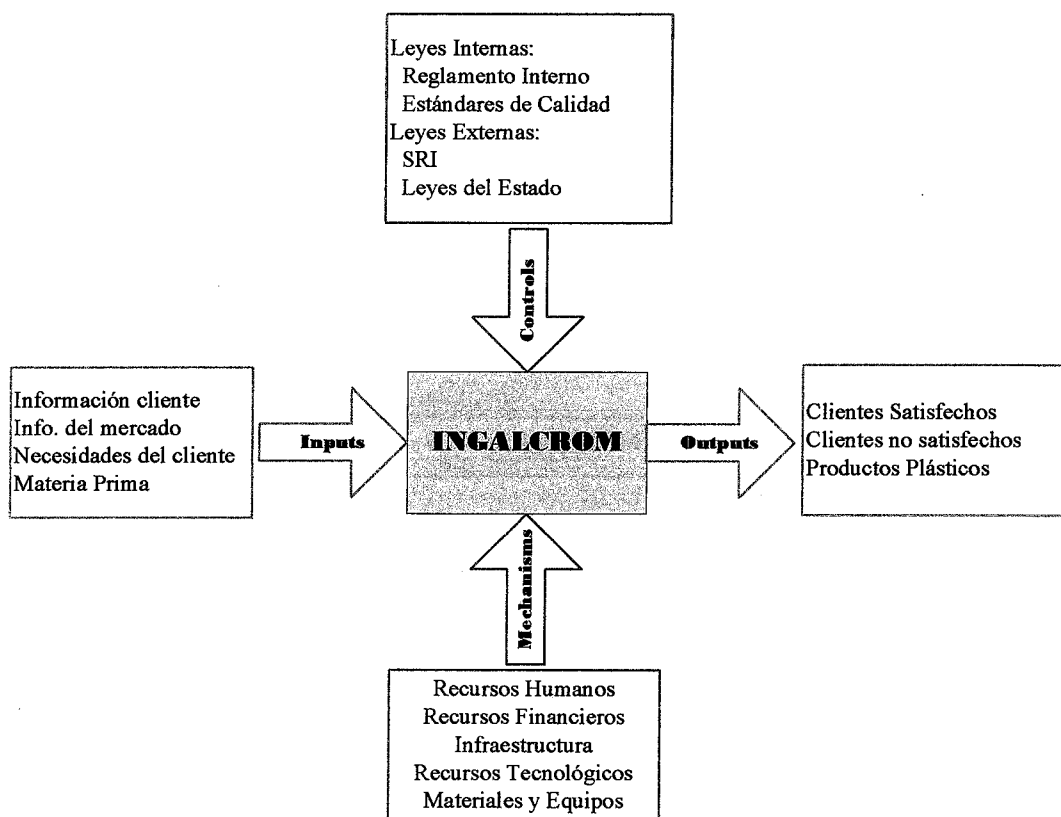 Leyes Internas:
Reglamento Interno
Estándares de Calidad
Leyes Externas:
SRI
Leyes del Estado
Controls
Información cliente
Info. del mercado
Necesidades del cliente
Materia Prima
Inputs
INGALCROM
Outputs
Clientes Satisfechos
Clientes no satisfechos
Productos Plásticos
Mechanisms
Recursos Humanos
Recursos Financieros
Infraestructura
Recursos Tecnológicos
Materiales y Equipos